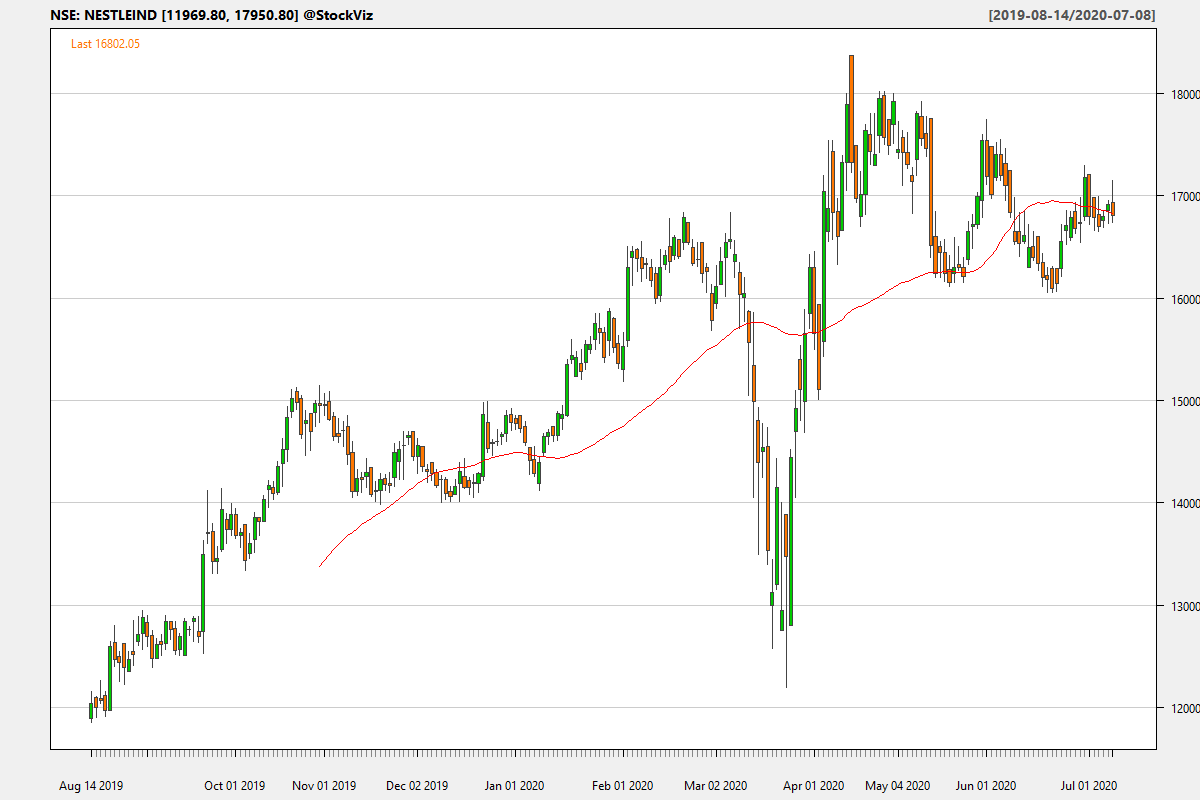 NSE: NESTLEIND [11969.80, 17950.80] @StockViz
[2019-08-14/2020-07-08]
Last 16802.05
18000
17000
16000
15000
14000
13000
12000
Aug 14 2019
Oct 01 2019
Nov 01 2019
Dec 02 2019
Jan 01 2020
Feb 01 2020
Mar 02 2020
Apr 01 2020
May 04 2020
Jun 01 2020
Jul 01 2020